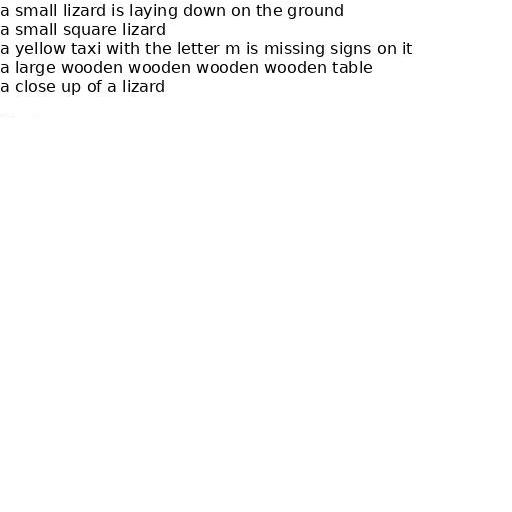 a small lizard is laying down on the ground
a small square lizard
a yellow taxi with the letter m is missing signs on it
a large wooden wooden wooden wooden table
a close up of a lizard